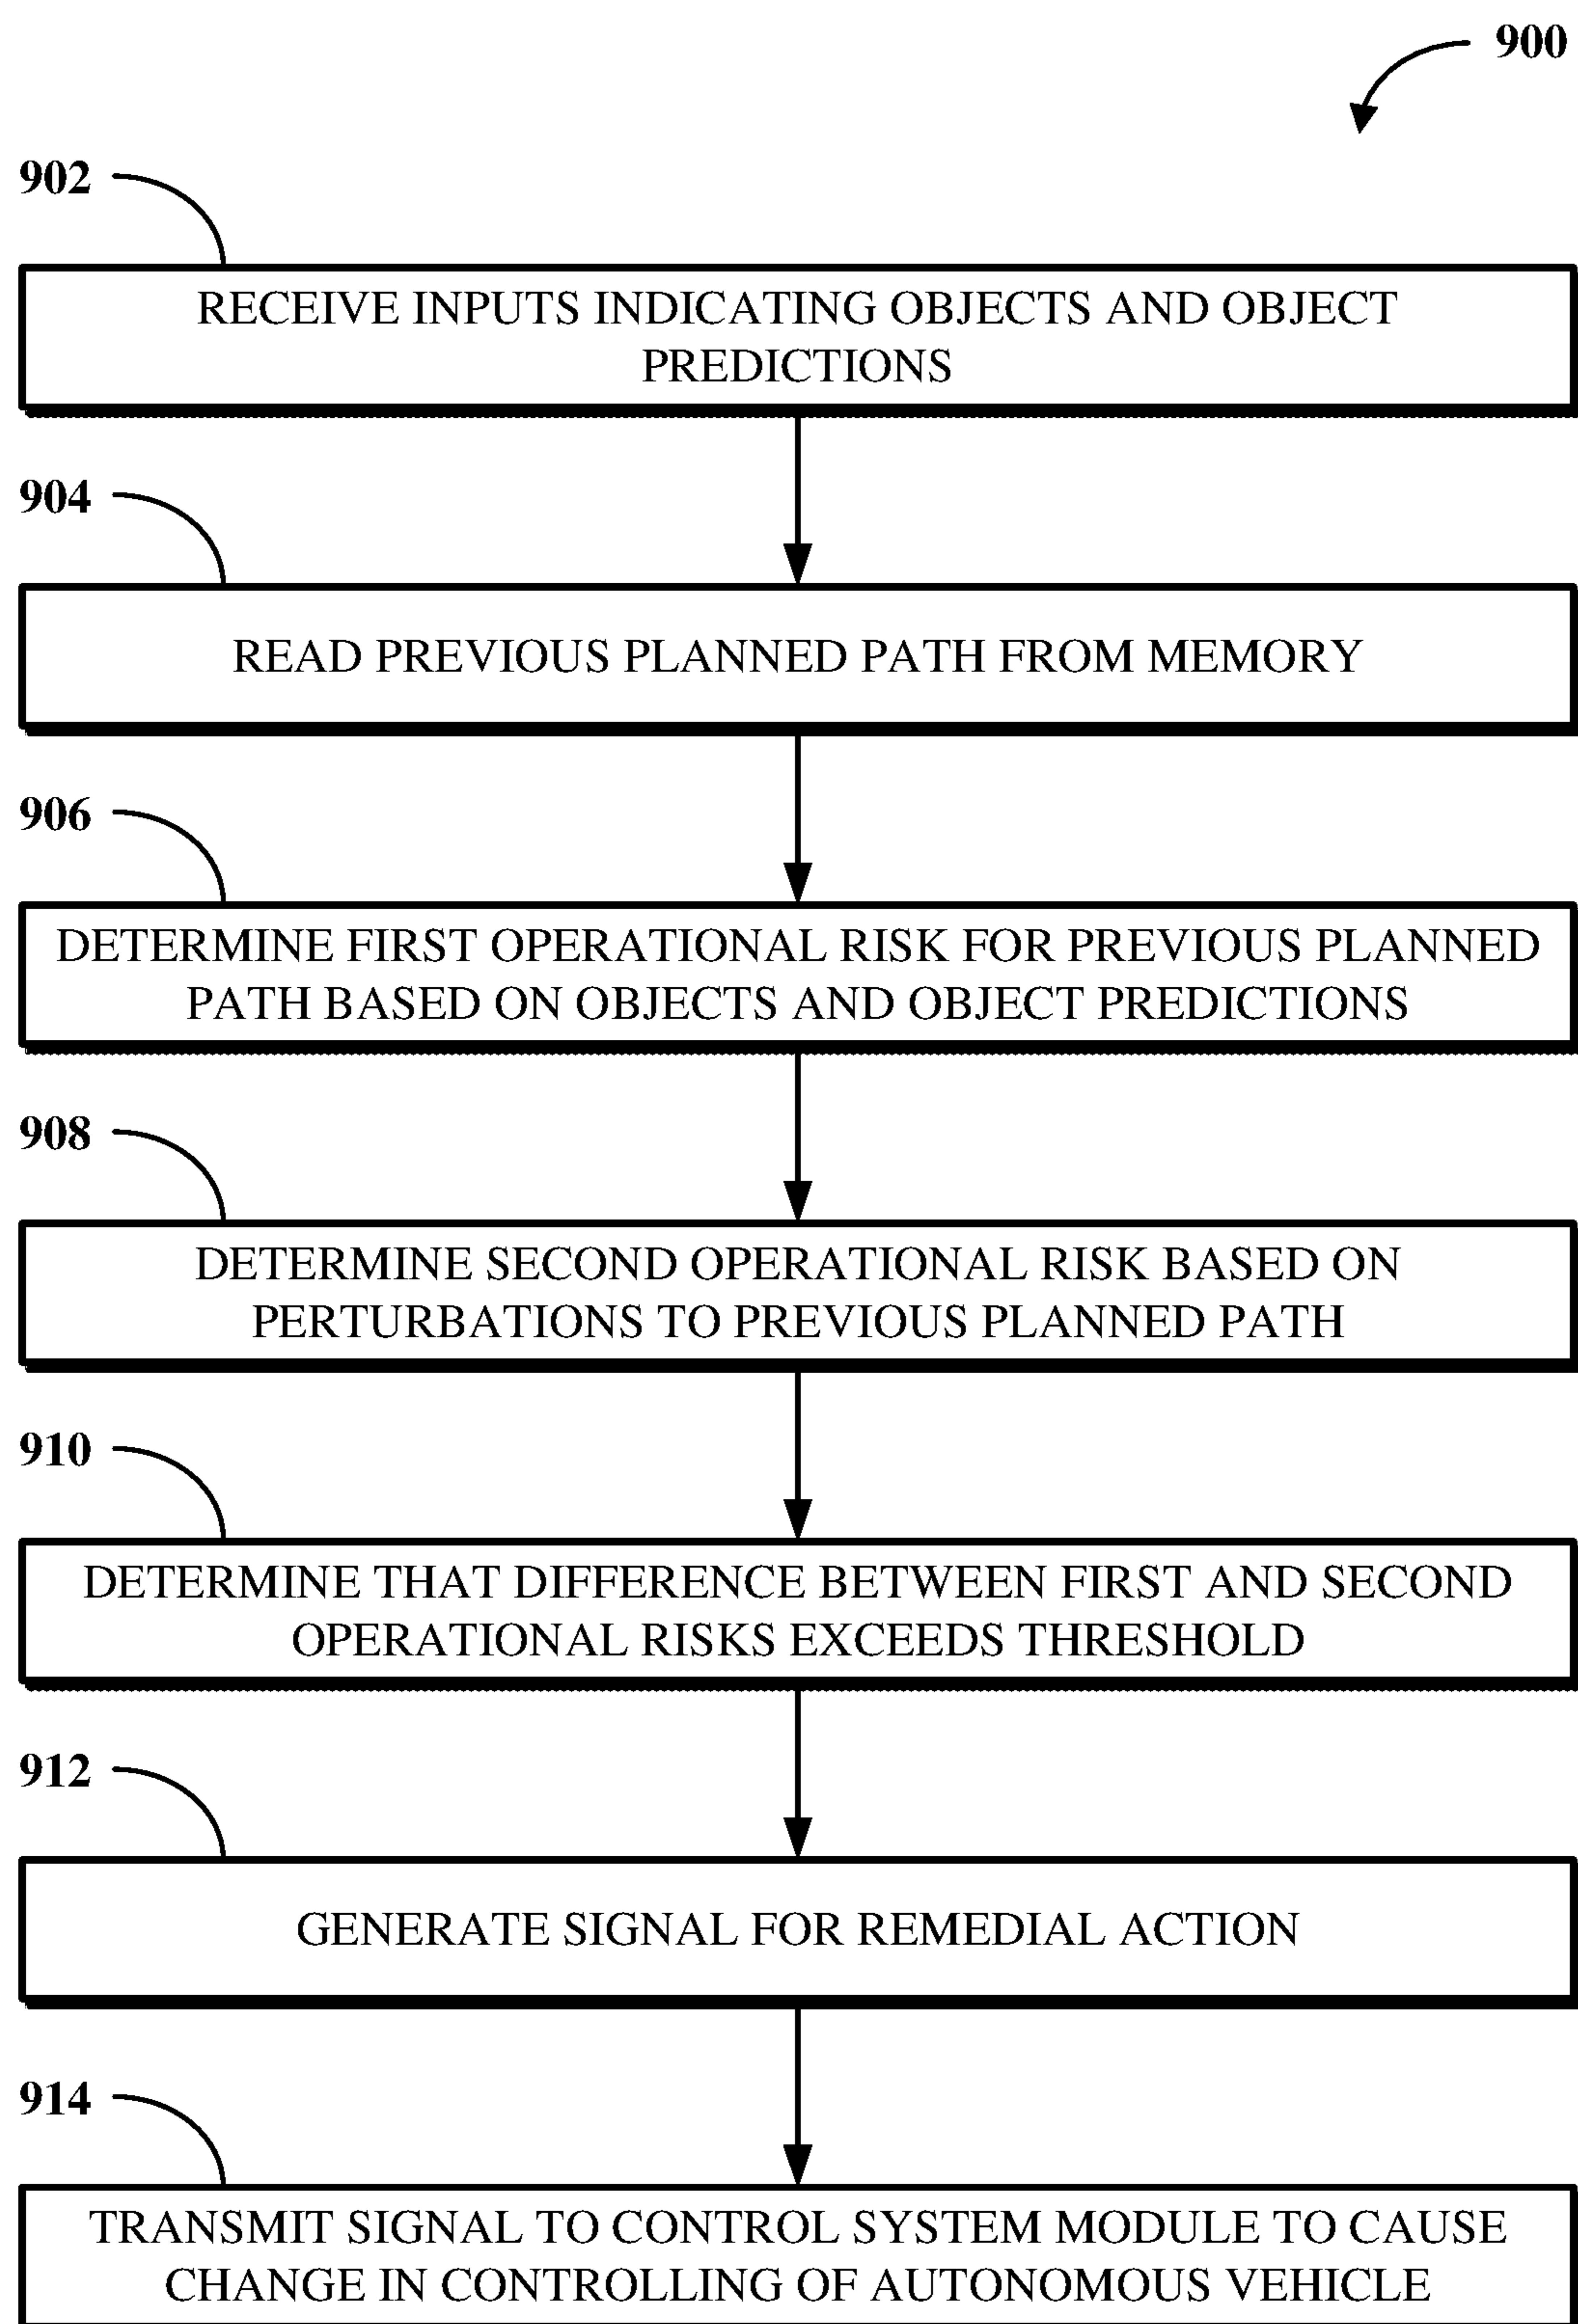 900
902
RECEIVE INPUTS INDICATING OBJECTS AND OBJECT
PREDICTIONS
904
READ PREVIOUS PLANNED PATH FROM MEMORY
906
DETERMINE FIRST OPERATIONAL RISK FOR PREVIOUS PLANNED
PATH BASED ON OBJECTS AND OBJECT PREDICTIONS
908
DETERMINE SECOND OPERATIONAL RISK BASED ON
PERTURBATIONS TO PREVIOUS PLANNED PATH
910
DETERMINE THAT DIFFERENCE BETWEEN FIRST AND SECOND
OPERATIONAL RISKS EXCEEDS THRESHOLD
912
GENERATE SIGNAL FOR REMEDIAL ACTION
914
TRANSMIT SIGNAL TO CONTROL SYSTEM MODULE TO CAUSE
CHANGE IN CONTROLLING OF AUTONOMOUS VEHICLE